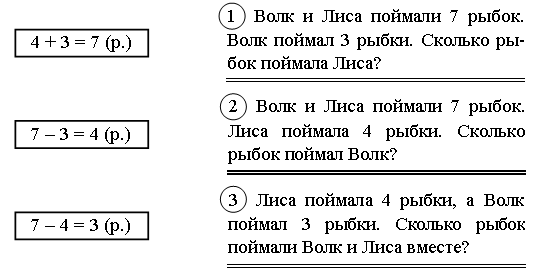 4 + 3 = 7 (р.)
7 – 3 = 4 (р.)
7 – 4 = 3 (р.)
1 Волк и Лиса поймали 7 рыбок.
Волк поймал 3 рыбки. Сколько ры-
бок поймала Лиса?
2 Волк и Лиса поймали 7 рыбок.
Лиса поймала 4 рыбки. Сколько
рыбок поймал Волк?
3 Лиса поймала 4 рыбки, а Волк
поймал 3 рыбки. Сколько рыбок
поймали Волк и Лиса вместе?